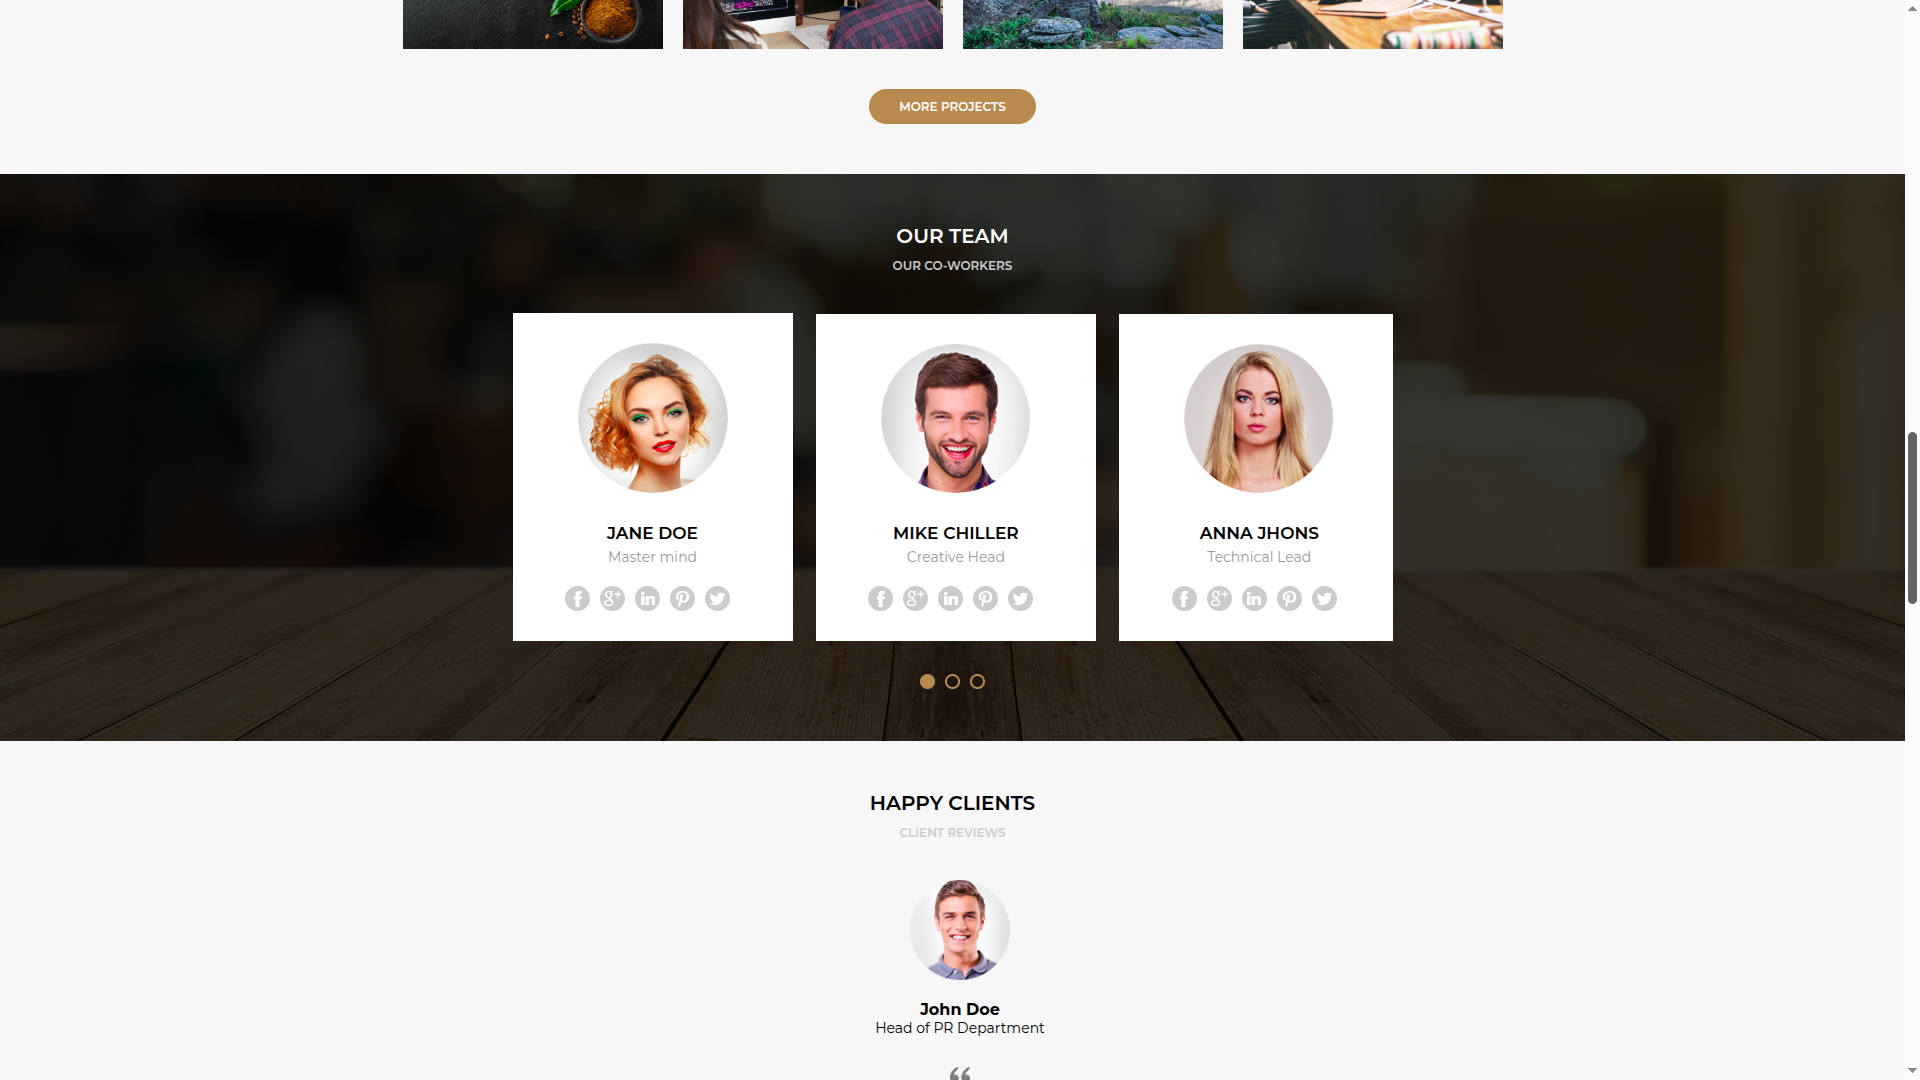 MORE PROJECTS
OUR TEAM
OUR CO-WORKERS
JANE DOE
Master mind
MIKE CHILLER
Creative Head
ANNA JHONS
Technical Lead
HAPPY CLIENTS
CLIENT REVIEWS
John Doe
Head of PR Department
“